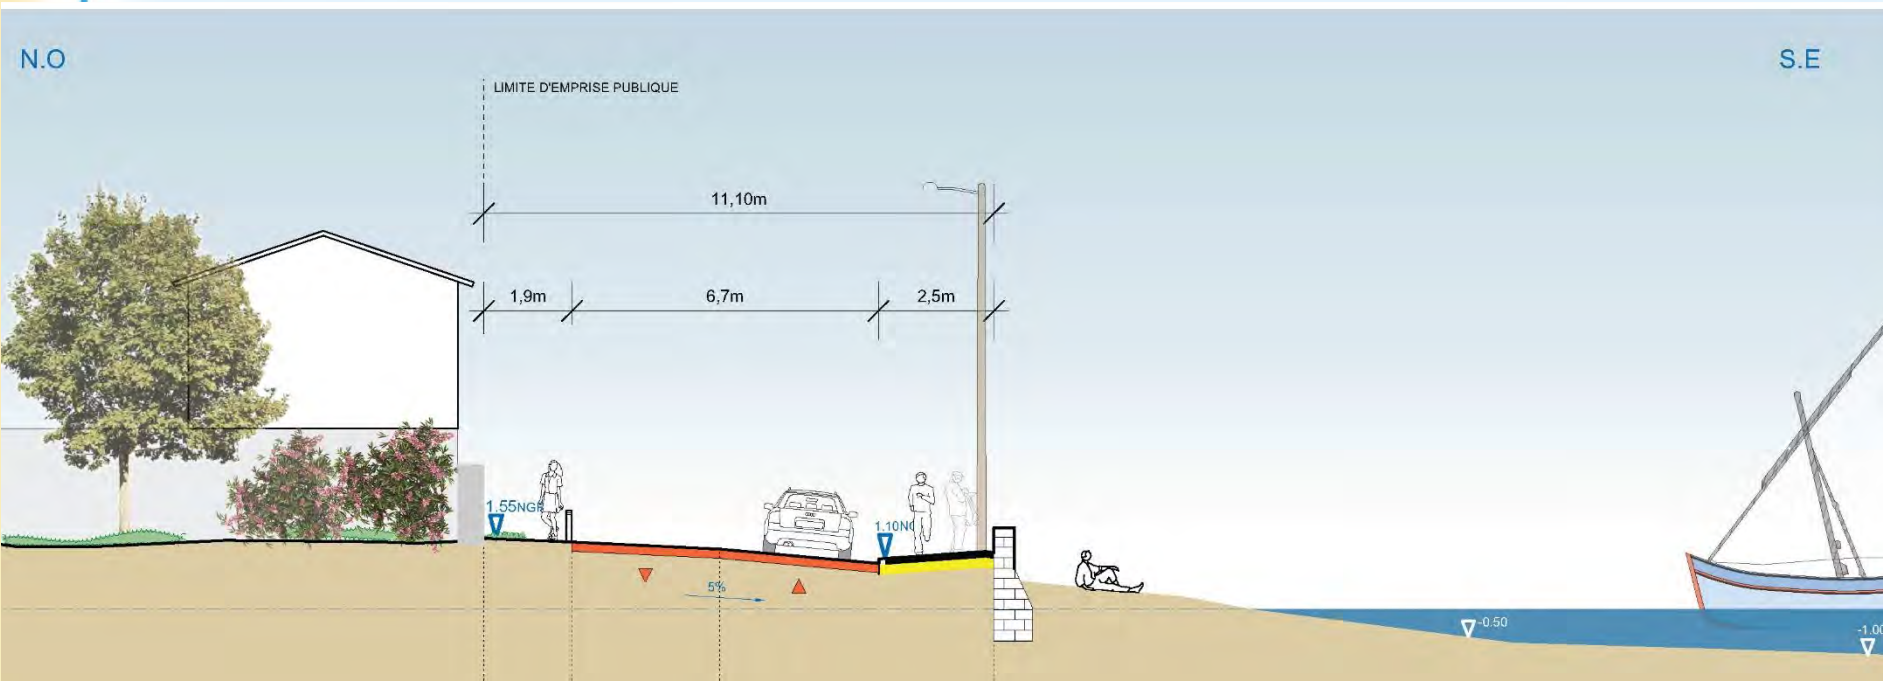 N.O
S.E
LIMITE D'EMPRISE PUBLIQUE
11,10m
1,9m
6,7m
2,5m
1.55NGF
1.10NG
5%
-0.50
-1.00